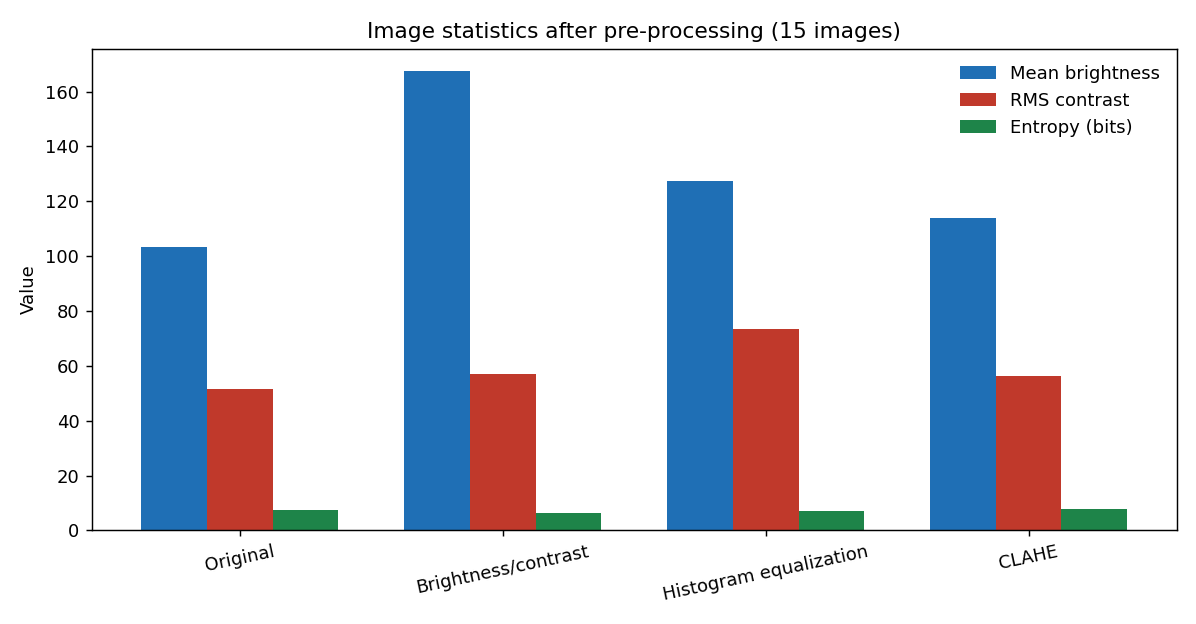 Image statistics after pre-processing (15 images)
Mean brightness
RMS contrast
Entropy (bits)
Value
160
140
120
100
80
60
40
20
0
Original
Brightness/contrast
Histogram equalization
CLAHE